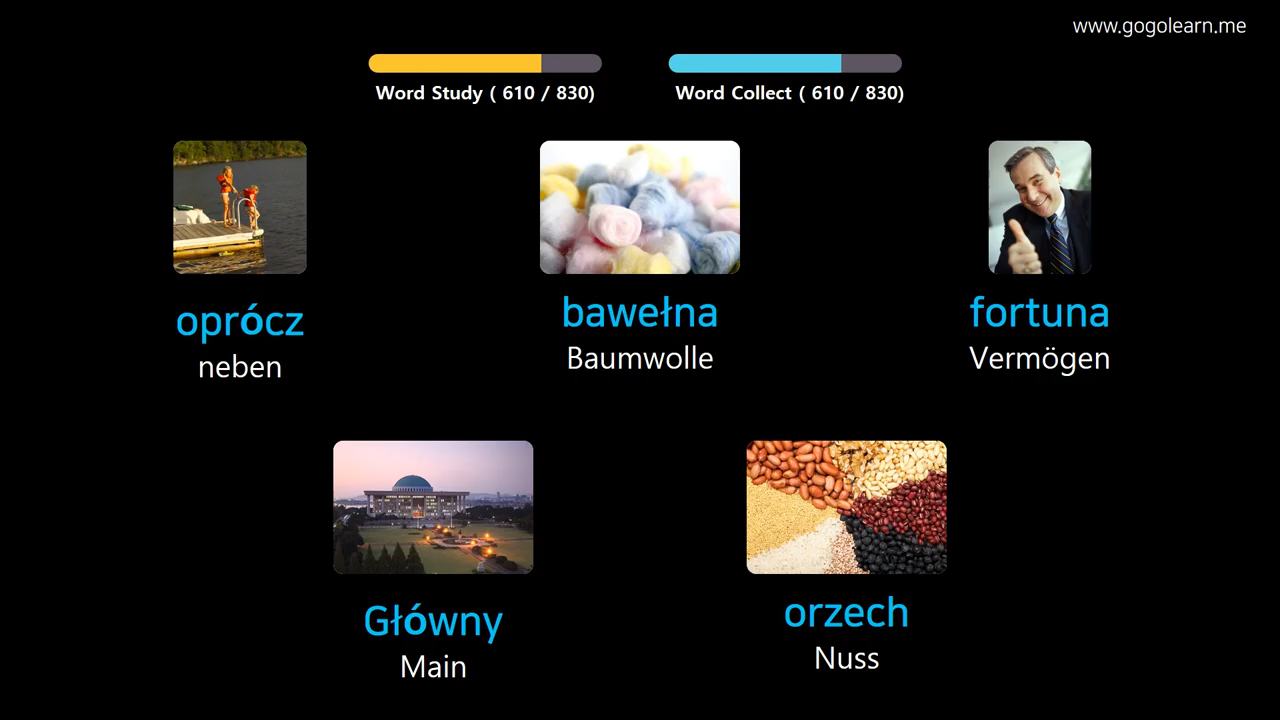 www.gogolearn.me
Word Study ( 610 / 830)
Word Collect ( 610 / 830)
oprócz
neben
bawełna
Baumwolle
fortuna
Vermögen
Główny
Main
orzech
Nuss